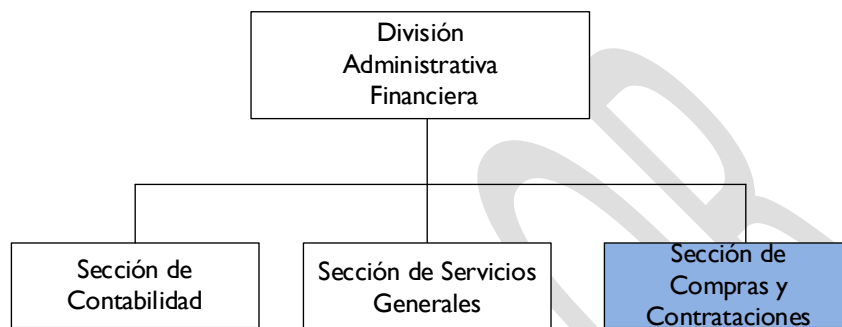 División
Administrativa
Financiera
Sección de
Contabilidad
Sección de Servicios
Generales
Sección de
Compras y
Contrataciones